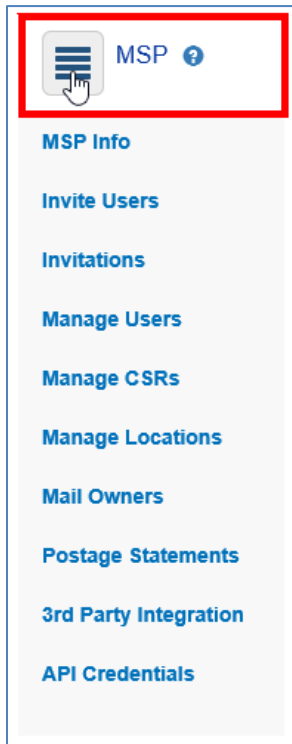 MSP ?
MSP Info
Invite Users
Invitations
Manage Users
Manage CSRs
Manage Locations
Mail Owners
Postage Statements
3rd Party Integration
API Credentials